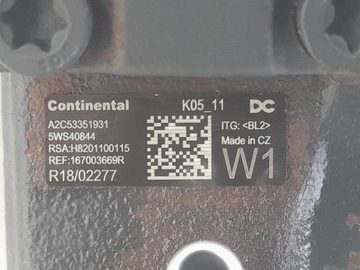 Continental K05_11 DC
A2C53351931
5WS40844
RSA:H8201100115
REF:167003669R
R18/02277
ITG: <BL2>
Made in CZ
W1